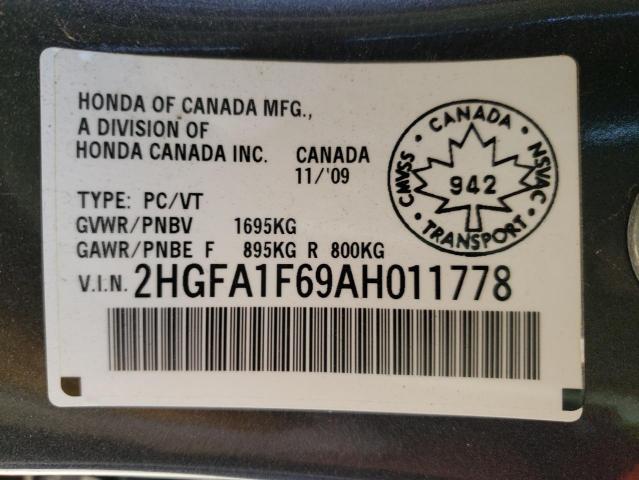 HONDA OF CANADA MFG.,
A DIVISION OF
HONDA CANADA INC. CANADA
11/'09
TYPE: PC/VT
GVWR/PNBV 1695KG
GAWR/PNBE F 895KG R 800KG
V.I.N. 2HGFA1F69AH011778
CANADA
CMVSS
942
NSVAC
TRANSPORT